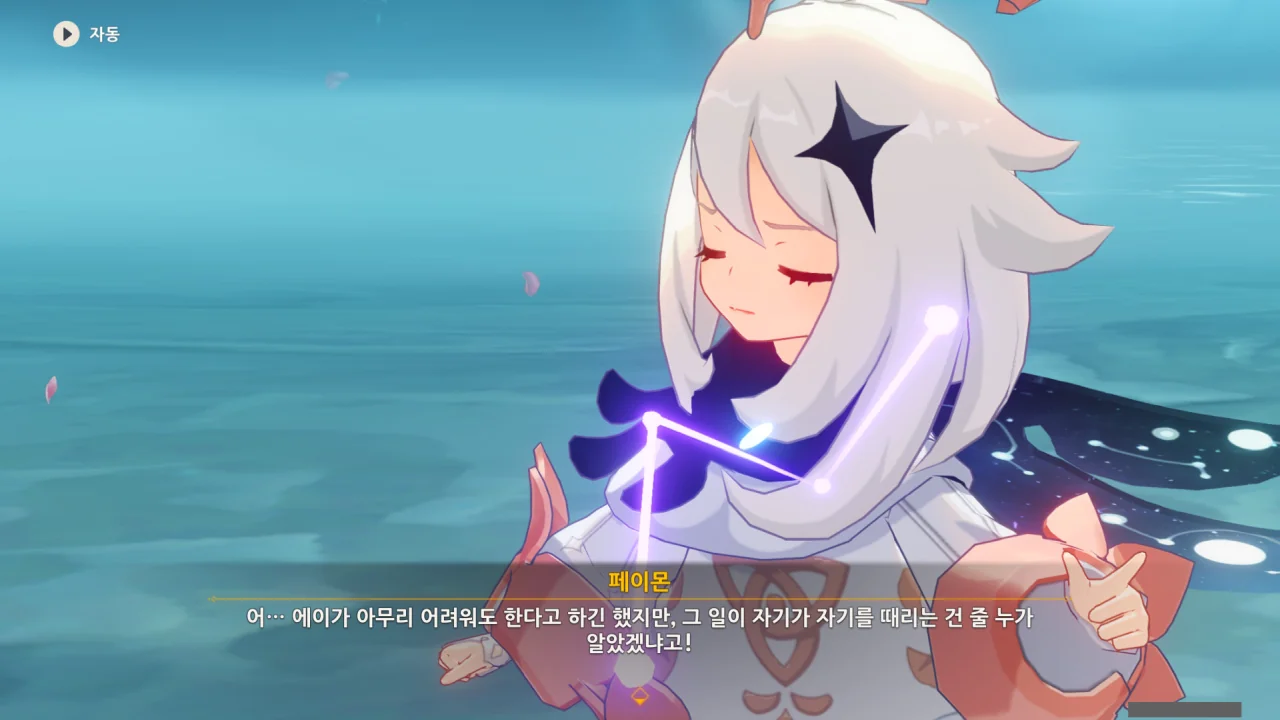 자동
페이몬
어… 에이가 아무리 어려워도 한다고 하긴 했지만, 그 일이 자기가 자기를 때리는 건 줄 누가
알았겠냐고!